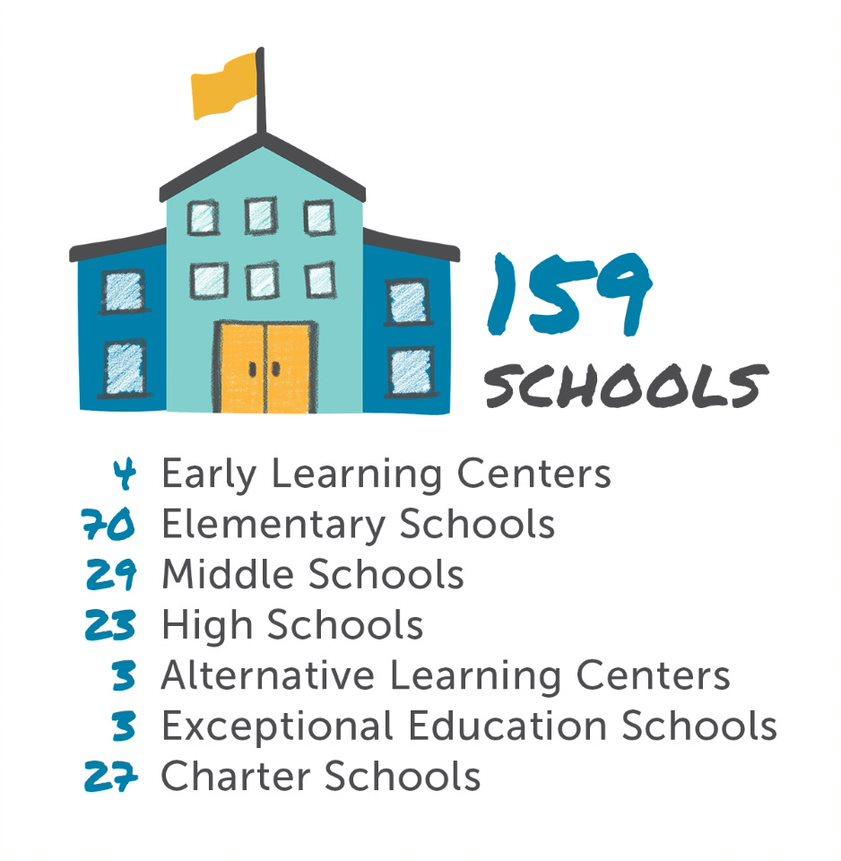 159
SCHOOLS
4 Early Learning Centers
70 Elementary Schools
29 Middle Schools
23 High Schools
3 Alternative Learning Centers
3 Exceptional Education Schools
27 Charter Schools